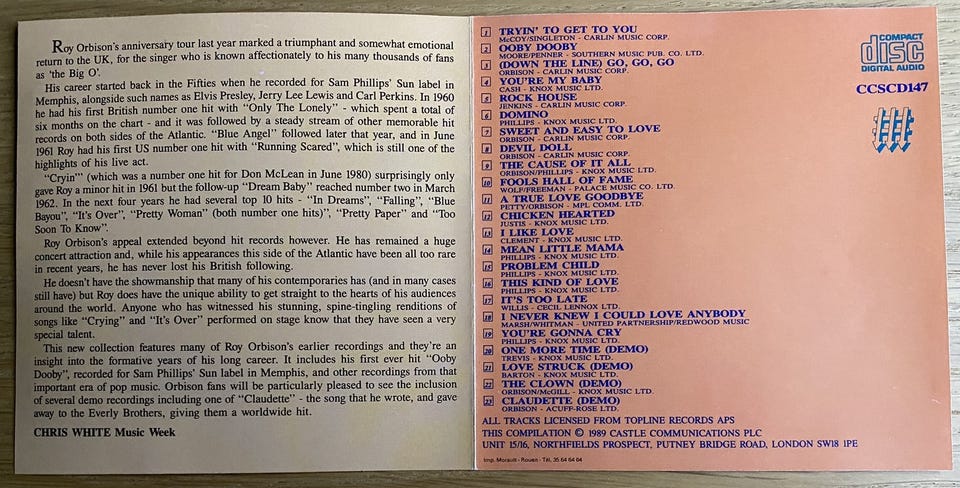 Roy Orbison's anniversary tour last year marked a triumphant and somewhat emotional
return to the UK, for the singer who is known affectionately to his many thousands of fans
as 'the Big O'.
His career started back in the Fifties when he recorded for Sam Phillips' Sun label in
Memphis, alongside such names as Elvis Presley, Jerry Lee Lewis and Carl Perkins. In 1960
he had his first British number one hit with "Only The Lonely" - which spent a total of
six months on the chart - and it was followed by a steady stream of other memorable hit
records on both sides of the Atlantic. "Blue Angel" followed later that year, and in June
1961 Roy had his first US number one hit with "Running Scared", which is still one of the
highlights of his live act.
"Cryin'" (which was a number one hit for Don McLean in June 1980) surprisingly only
gave Roy a minor hit in 1961 but the follow-up "Dream Baby" reached number two in March
1962. In the next four years he had several top 10 hits - "In Dreams", "Falling", "Blue
Bayou", "It's Over", "Pretty Woman" (both number one hits)", "Pretty Paper" and "Too
Soon To Know".
Roy Orbison's appeal extended beyond hit records however. He has remained a huge
concert attraction and, while his appearances this side of the Atlantic have been all too rare
in recent years, he has never lost his British following.
He doesn't have the showmanship that many of his contemporaries has (and in many cases
still have) but Roy does have the unique ability to get straight to the hearts of his audiences
around the world. Anyone who has witnessed his stunning, spine-tingling renditions of
songs like "Crying" and "It's Over" performed on stage know that they have seen a very
special talent.
This new collection features many of Roy Orbison's earlier recordings and they're an
insight into the formative years of his long career. It includes his first ever hit "Ooby
Dooby", recorded for Sam Phillips' Sun label in Memphis, and other recordings from that
important era of pop music. Orbison fans will be particularly pleased to see the inclusion
of several demo recordings including one of "Claudette" - the song that he wrote, and gave
away to the Everly Brothers, giving them a worldwide hit.
CHRIS WHITE Music Week
1 TRYIN' TO GET TO YOU
McCOY/SINGLETON - CARLIN MUSIC CORP.
2 OOBY DOOBY
MOORE/PENNER - SOUTHERN MUSIC PUB. CO. LTD.
3 (DOWN THE LINE) GO, GO, GO
ORBISON - CARLIN MUSIC CORP.
4 YOU'RE MY BABY
CASH - KNOX MUSIC LTD.
5 ROCK HOUSE
JENKINS - CARLIN MUSIC CORP.
6 DOMINO
PHILLIPS - KNOX MUSIC LTD.
7 SWEET AND EASY TO LOVE
ORBISON - CARLIN MUSIC CORP.
8 DEVIL DOLL
ORBISON - CARLIN MUSIC CORP.
9 THE CAUSE OF IT ALL
ORBISON/PHILLIPS - KNOX MUSIC LTD.
10 FOOLS HALL OF FAME
WOLF/FREEMAN - PALACE MUSIC CO. LTD.
11 A TRUE LOVE GOODBYE
PETTY/ORBISON - MPL COMM. LTD.
12 CHICKEN HEARTED
JUSTIS - KNOX MUSIC LTD.
13 I LIKE LOVE
CLEMENT - KNOX MUSIC LTD.
14 MEAN LITTLE MAMA
PHILLIPS - KNOX MUSIC LTD.
15 PROBLEM CHILD
PHILLIPS - KNOX MUSIC LTD.
16 THIS KIND OF LOVE
PHILLIPS - KNOX MUSIC LTD.
17 IT'S TOO LATE
WILLIS - CECIL LENNOX LTD.
18 I NEVER KNEW I COULD LOVE ANYBODY
MARSH/WHITMAN - UNITED PARTNERSHIP/REDWOOD MUSIC
19 YOU'RE GONNA CRY
PHILLIPS - KNOX MUSIC LTD.
20 ONE MORE TIME (DEMO)
TREVIS - KNOX MUSIC LTD.
21 LOVE STRUCK (DEMO)
BARTON - KNOX MUSIC LTD.
22 THE CLOWN (DEMO)
ORBISON/McGILL - KNOX MUSIC LTD.
23 CLAUDETTE (DEMO)
ORBISON - ACUFF-ROSE LTD.
ALL TRACKS LICENSED FROM TOPLINE RECORDS APS
THIS COMPILATION © 1989 CASTLE COMMUNICATIONS PLC
UNIT 15/16, NORTHFIELDS PROSPECT, PUTNEY BRIDGE ROAD, LONDON SW18 1PE
Imp. Morault - Rouen - Tél. 35 64 64 64
COMPACT
disc
DIGITAL AUDIO
CCSCD147